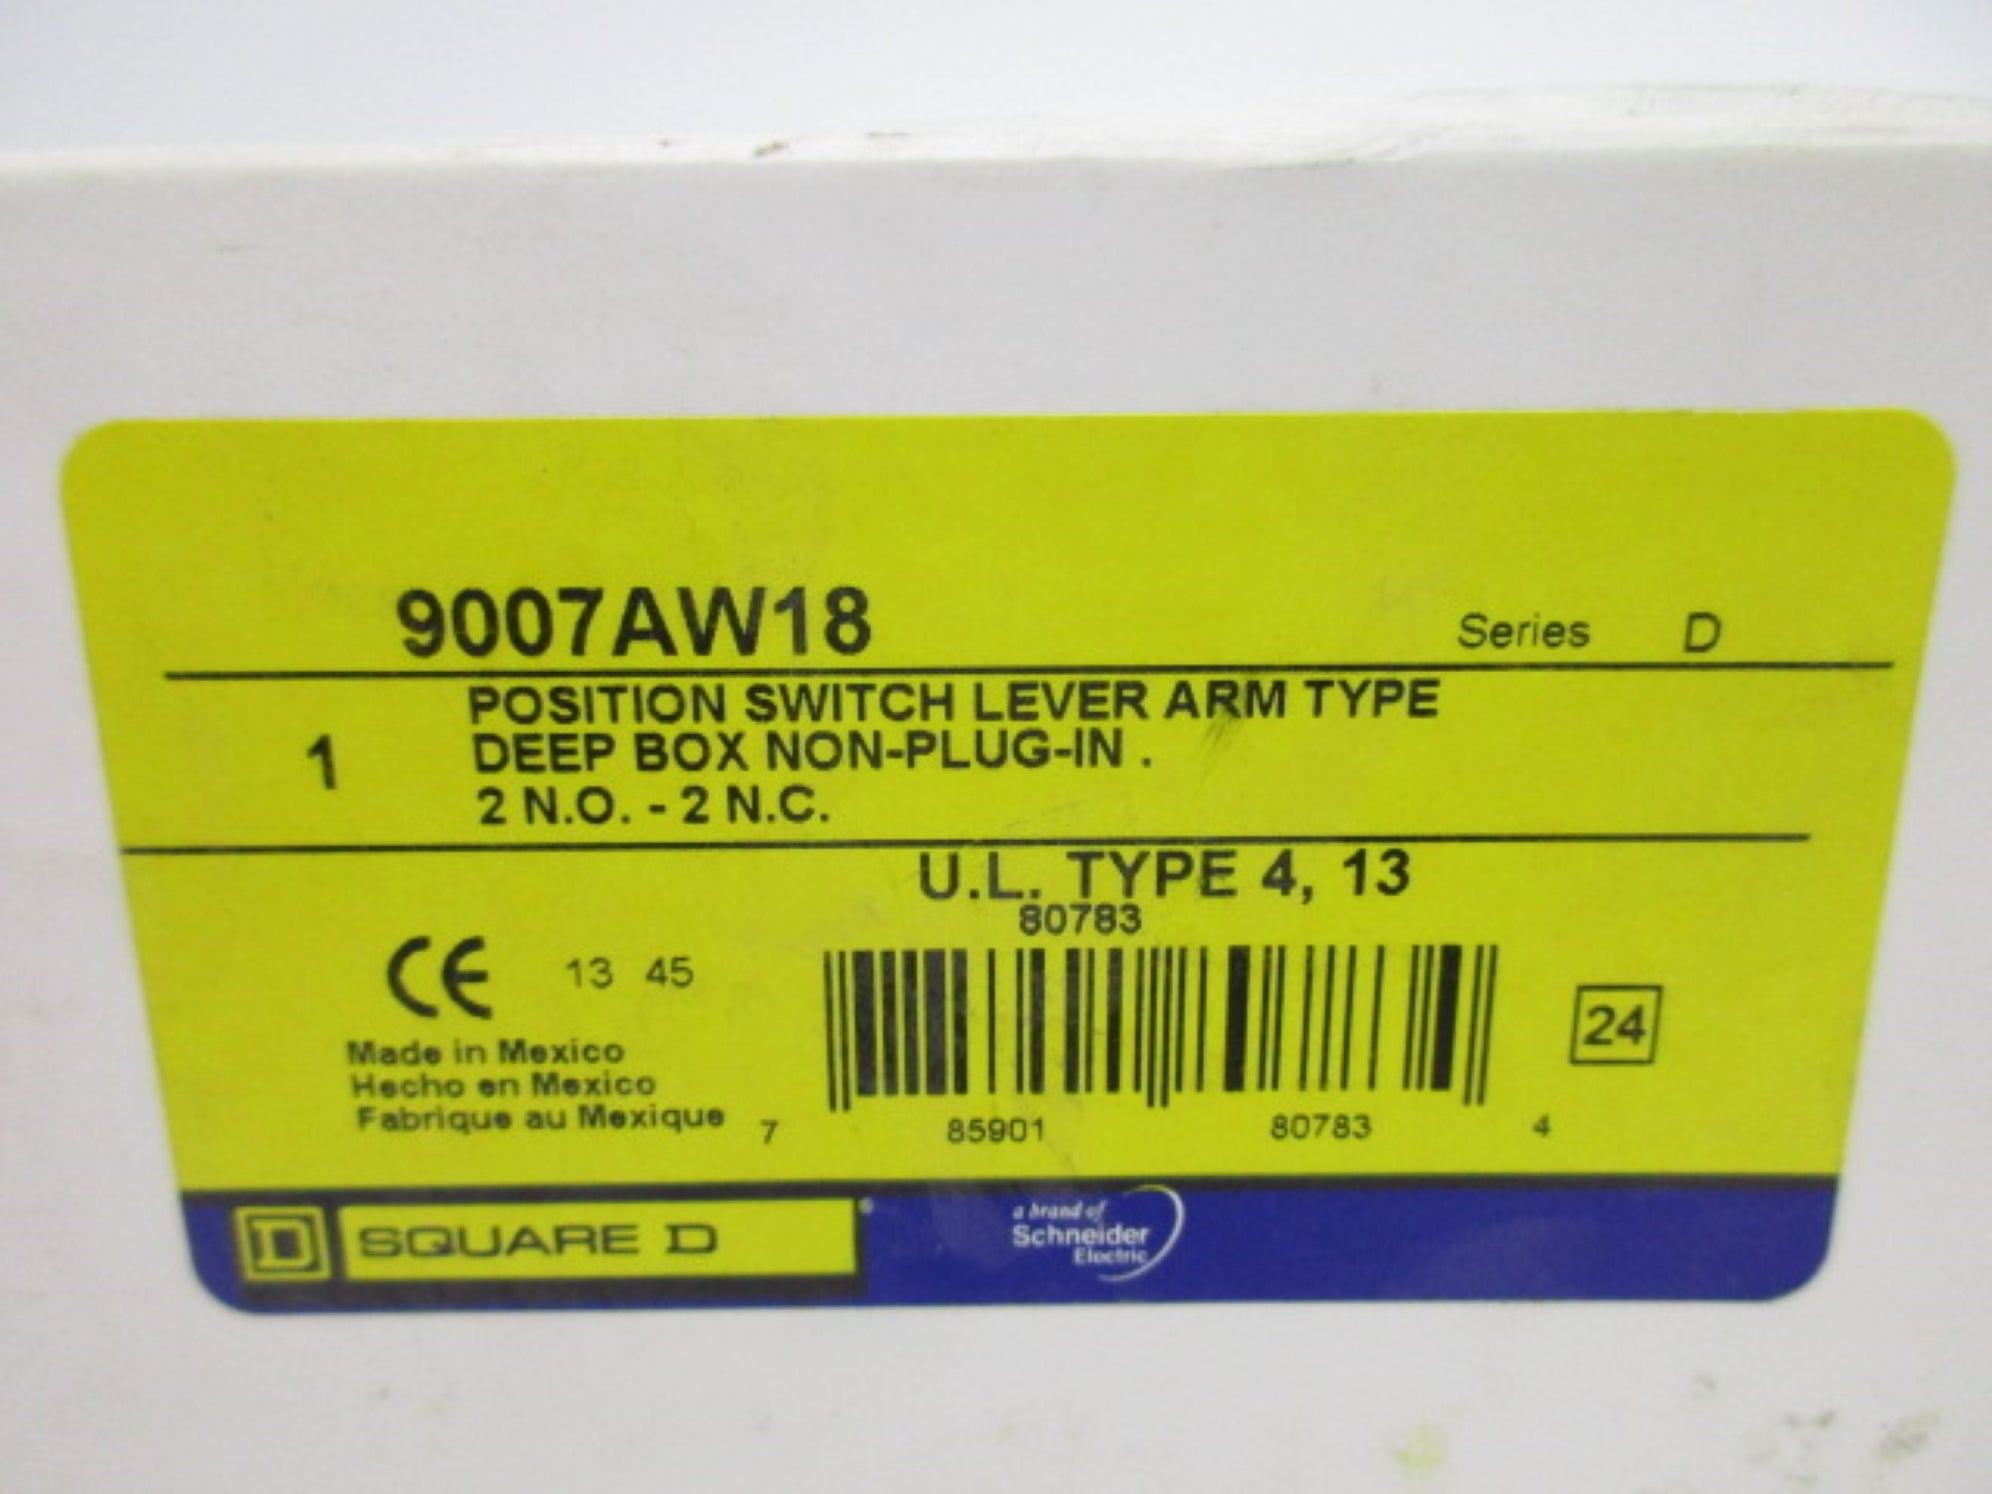 9007AW18 Series D
1 POSITION SWITCH LEVER ARM TYPE
DEEP BOX NON-PLUG-IN .
2 N.O. - 2 N.C.
U.L. TYPE 4, 13
80783
CE 13 45
24
Made in Mexico
Hecho en Mexico
Fabrique au Mexique
7 85901 80783 4
D SQUARE D ®
a brand of
Schneider
Electric